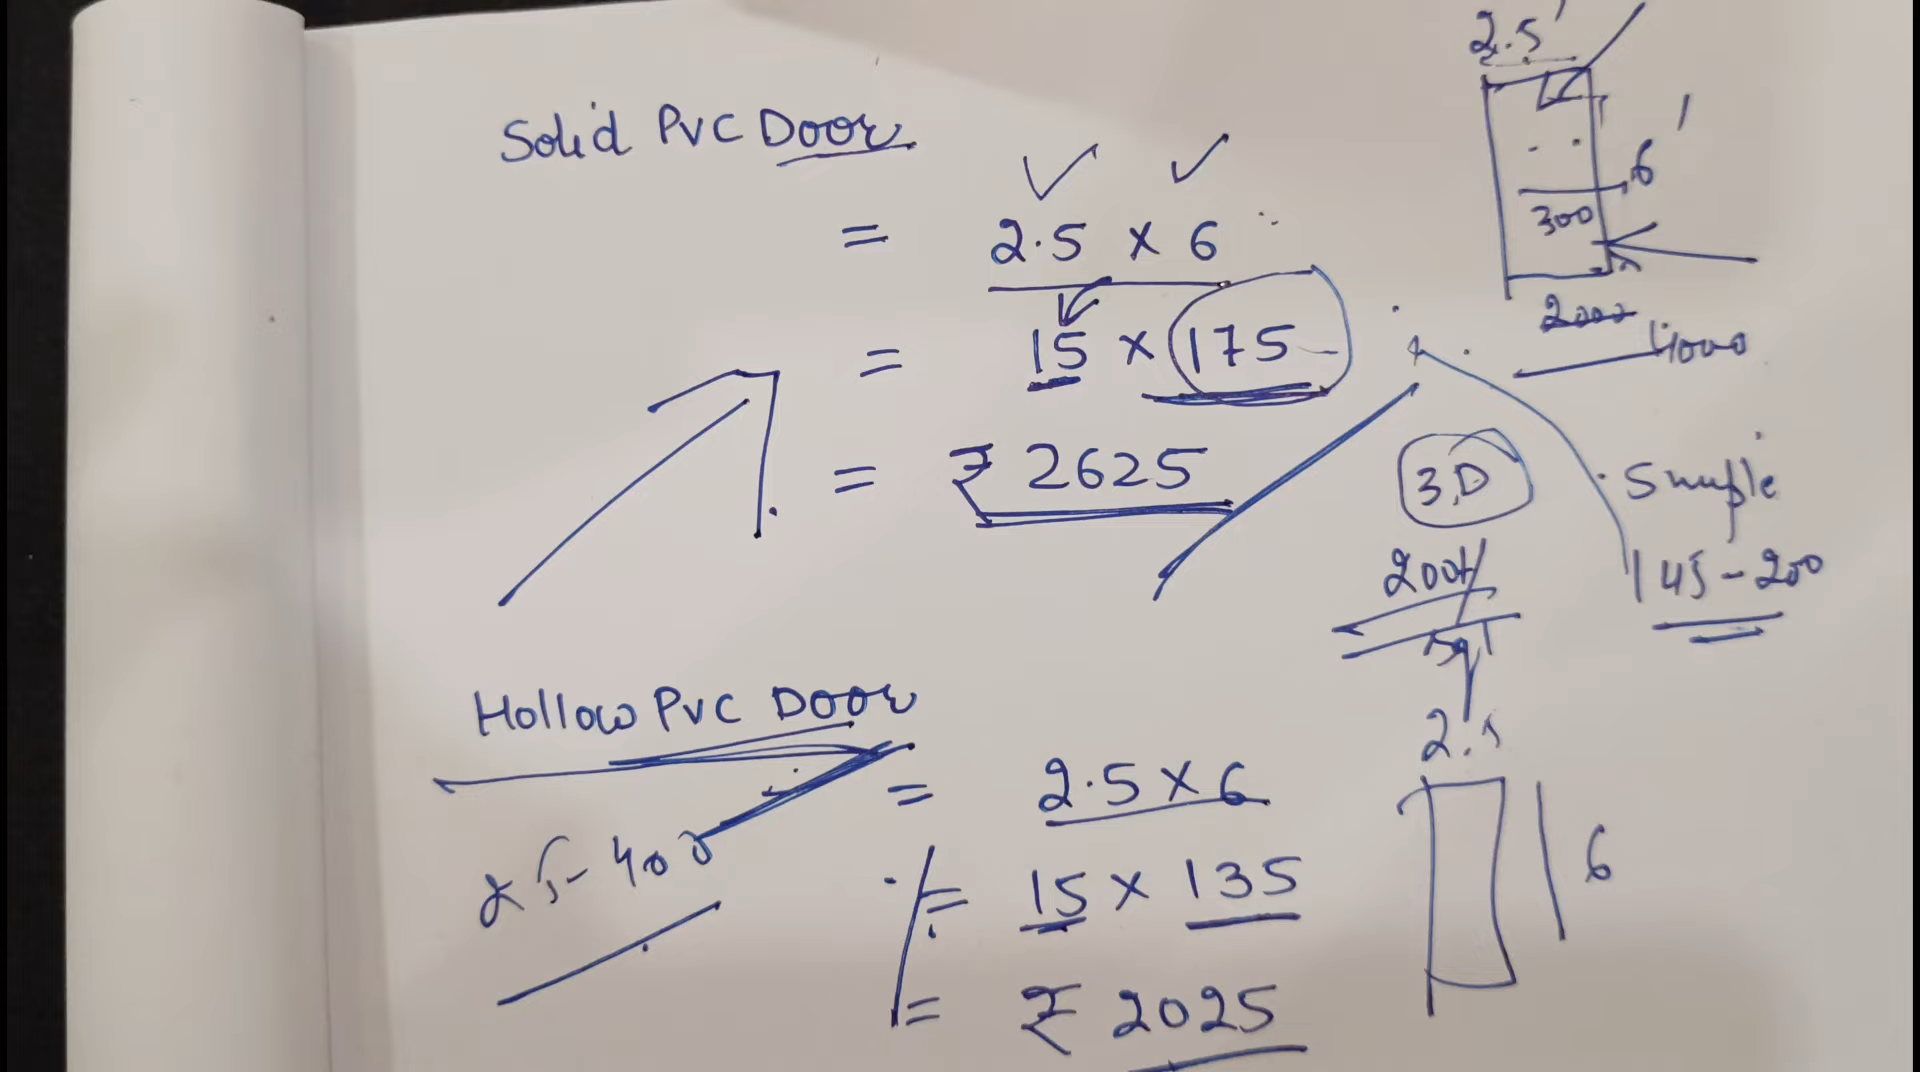 2.5'
Solid PVC Door
6'
= 2.5 x 6
300
= 15 x 175
2000
4000
= ₹ 2625
3D
Simple
200+/
sqf
145-200
Hollow PVC Door
= 2.5 x 6
2.5
= 15 x 135
6
= ₹ 2025